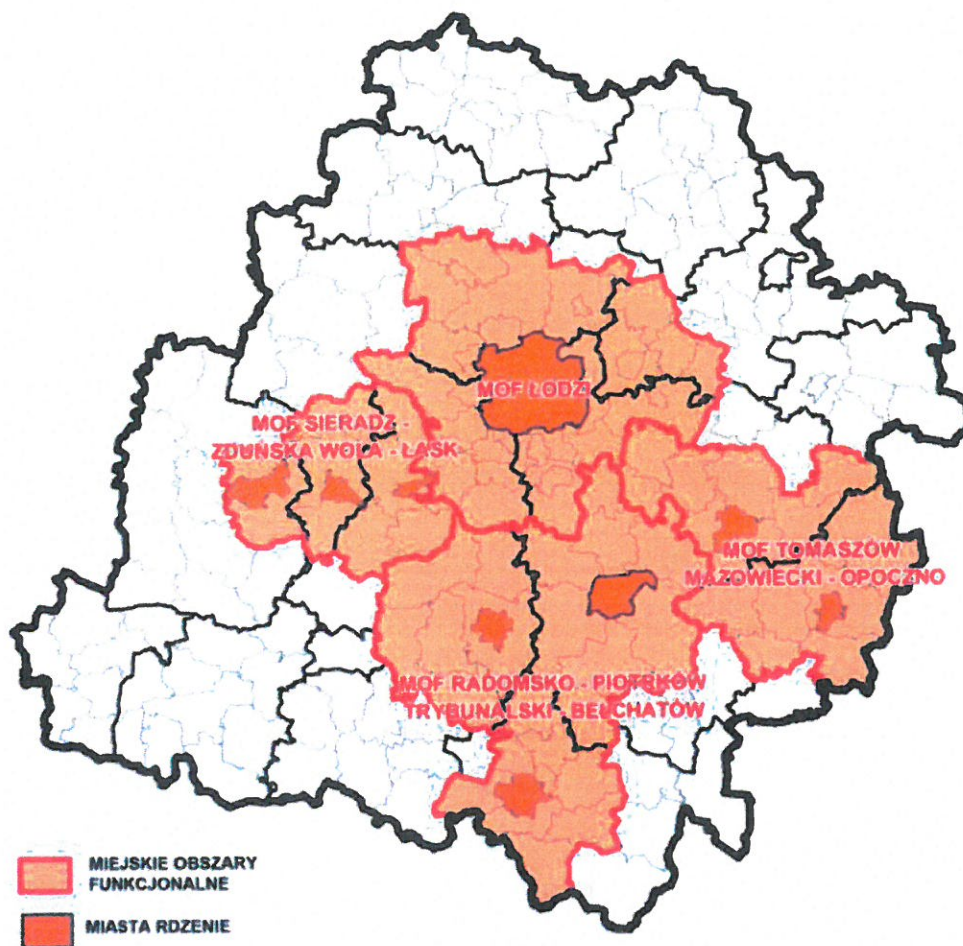 MOF ŁODZI
MOF SIERADZ -
ZDUŃSKA WOLA - ŁASK
MOF TOMASZÓW
MAZOWIECKI - OPOCZNO
MOF RADOMSKO - PIOTRKÓW
TRYBUNALSKI - BEŁCHATÓW
MIEJSKIE OBSZARY
FUNKCJONALNE
MIASTA RDZENIE